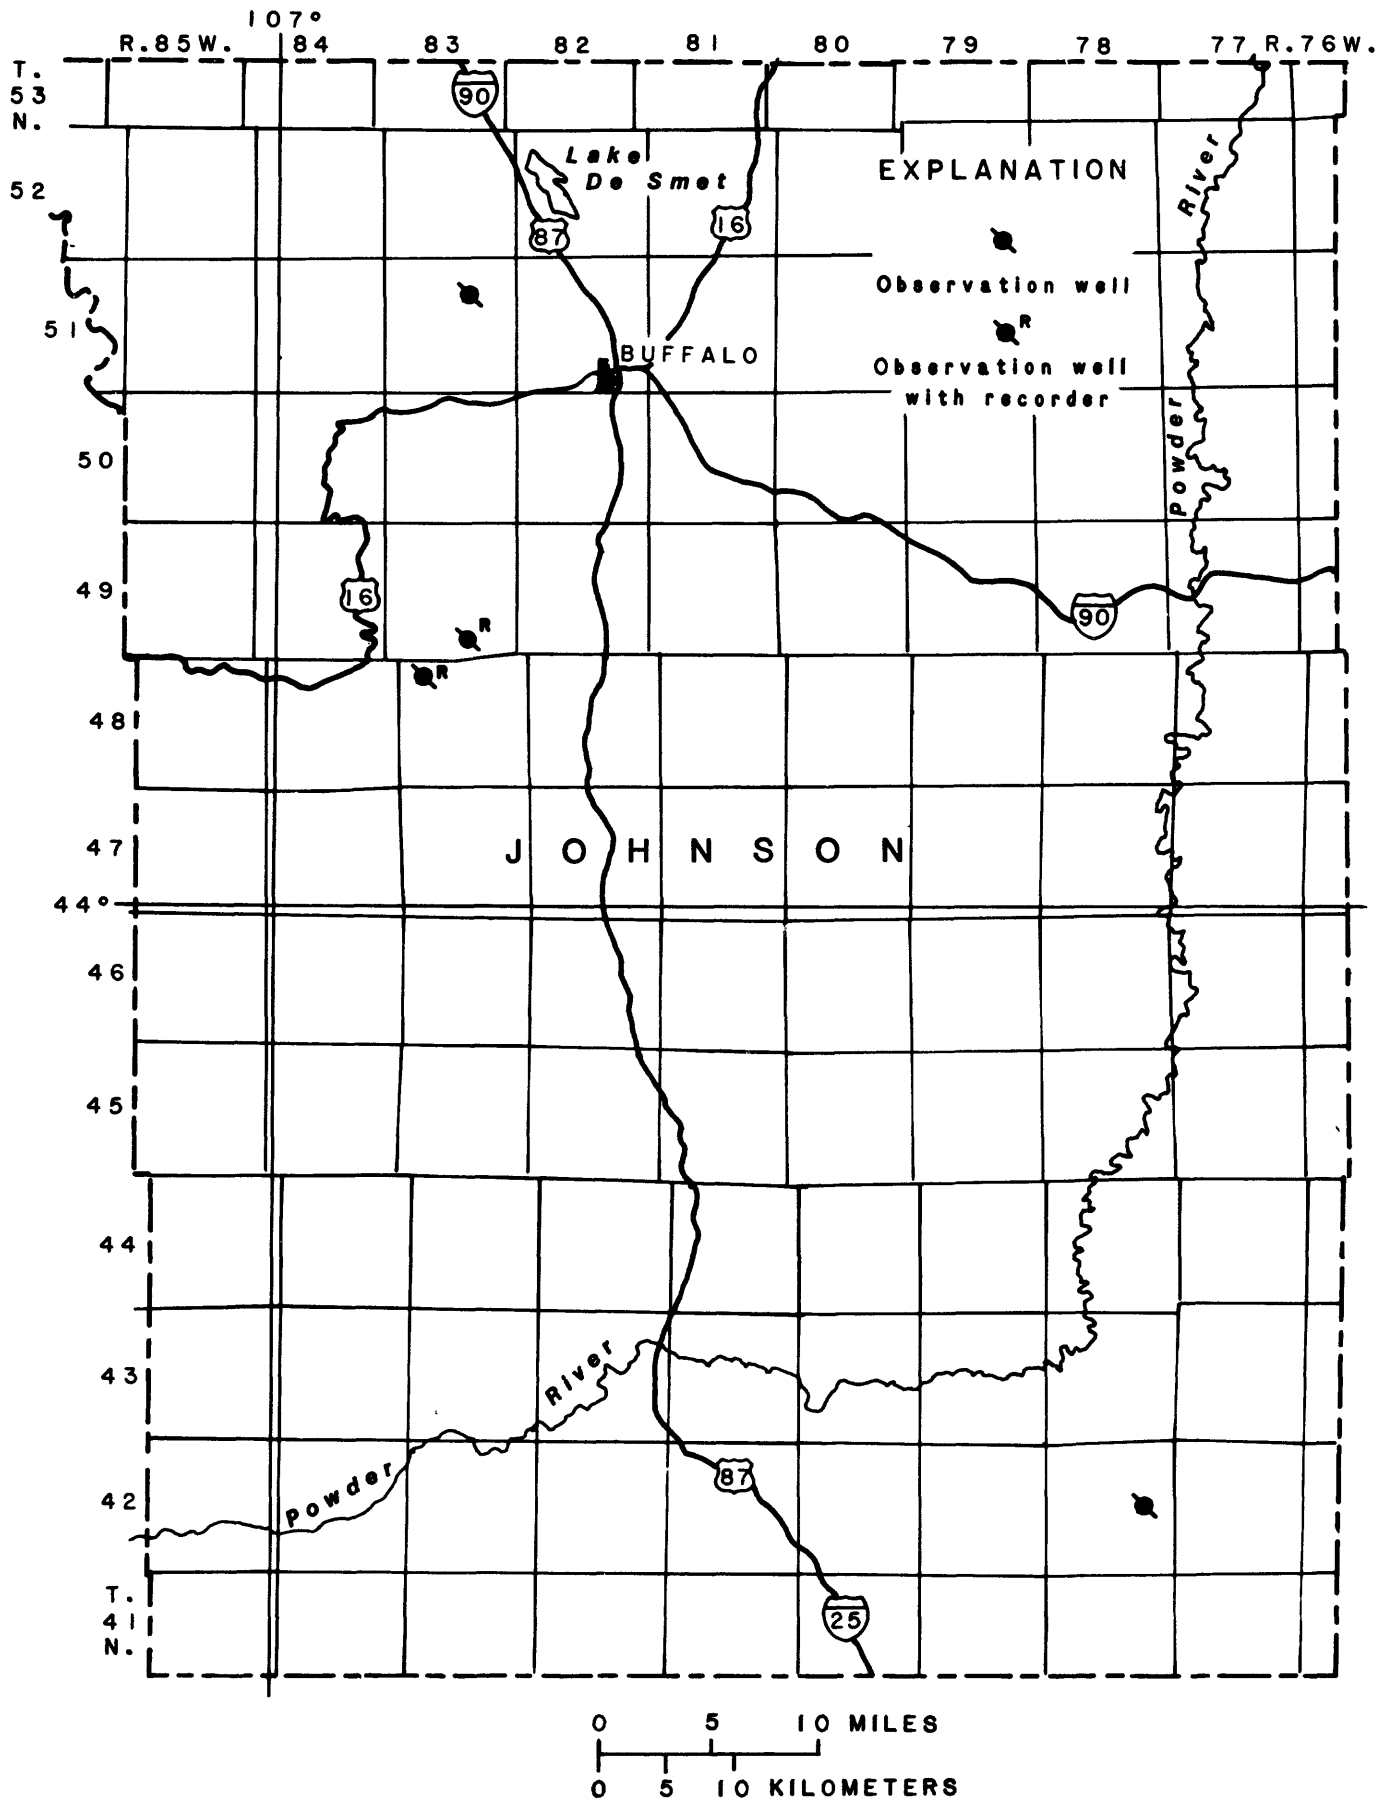 107°
R.85W. 84 83 82 81 80 79 78 77 R.76W.
T.
53
N.
90
Lake
De Smet
EXPLANATION
River
52
87
16
Observation well
51
R
BUFFALO
Observation well
with recorder
50
Powder
49
16
90
R
R
48
47
JOHNSON
44°
46
45
44
43
River
Powder
87
42
T.
41
N.
25
0 5 10 MILES
0 5 10 KILOMETERS